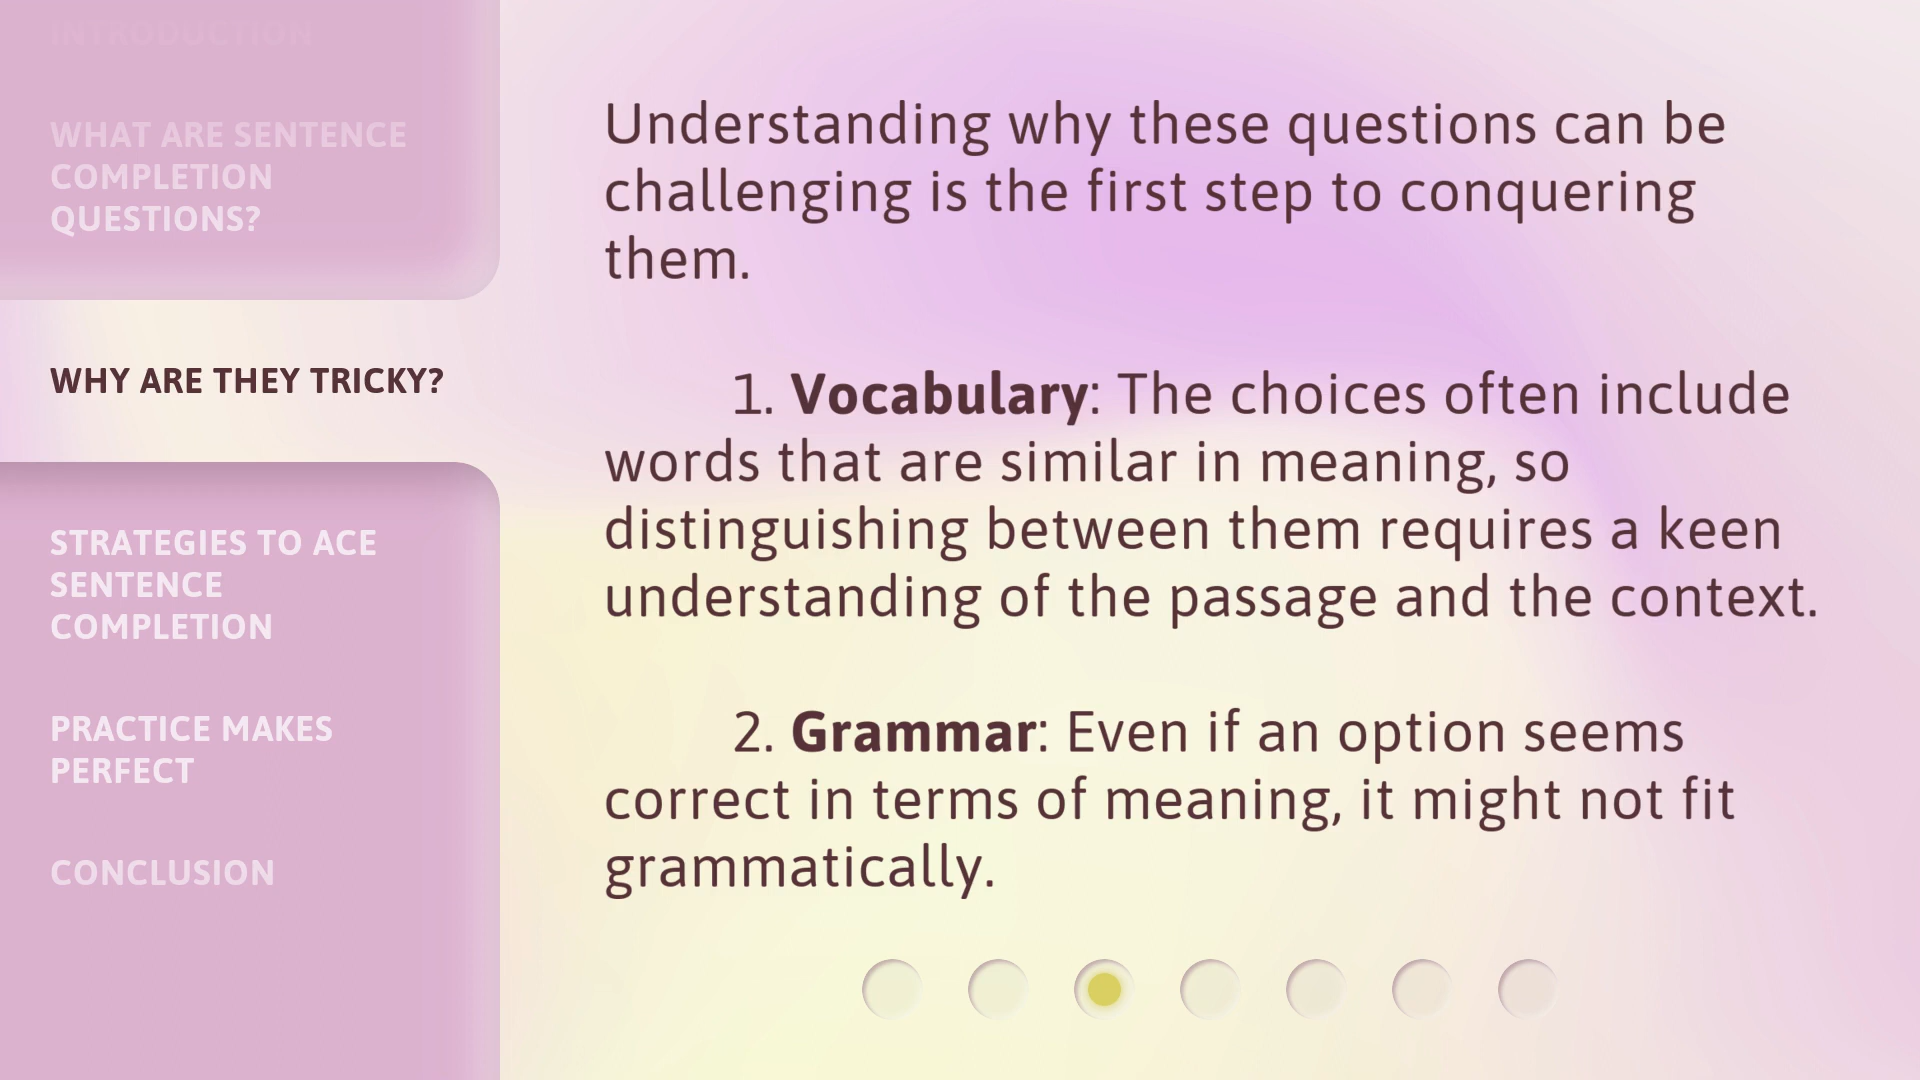 INTRODUCTION
WHAT ARE SENTENCE
COMPLETION
QUESTIONS?
WHY ARE THEY TRICKY?
STRATEGIES TO ACE
SENTENCE
COMPLETION
PRACTICE MAKES
PERFECT
CONCLUSION
Understanding why these questions can be
challenging is the first step to conquering
them.
1. Vocabulary: The choices often include
words that are similar in meaning, so
distinguishing between them requires a keen
understanding of the passage and the context.
2. Grammar: Even if an option seems
correct in terms of meaning, it might not fit
grammatically.